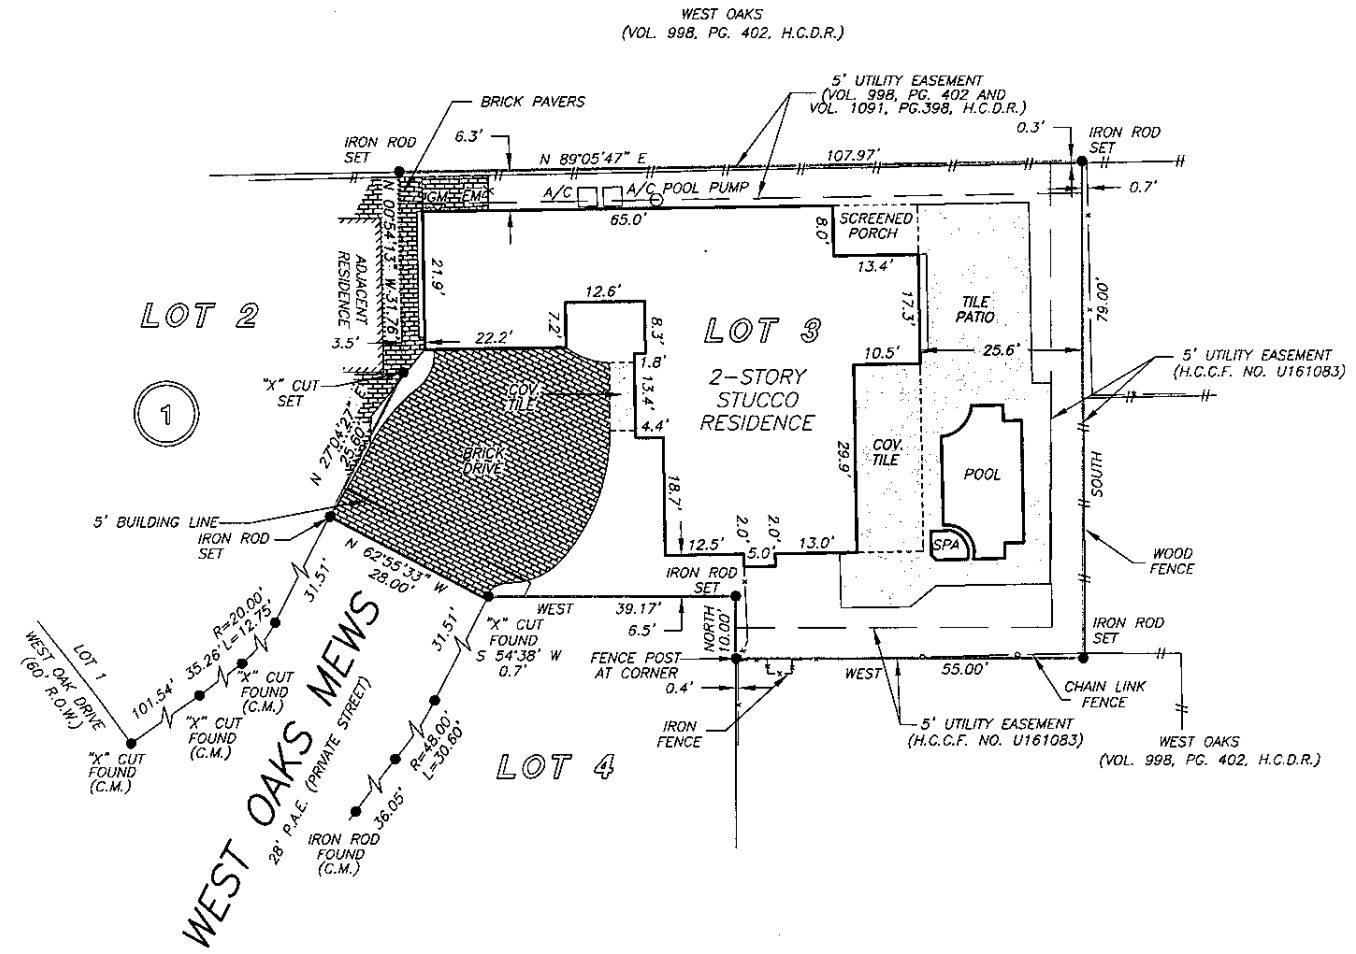 WEST OAKS
(VOL. 998, PG. 402, H.C.D.R.)
5' UTILITY EASEMENT
(VOL. 998, PG. 402 AND
VOL. 1091, PG.398, H.C.D.R.)
BRICK PAVERS
IRON ROD
SET
6.3'
N 89°05'47" E
107.97'
0.3'
IRON ROD
SET
0.7'
GM
EM
A/C
A/C
POOL PUMP
65.0'
N 00°54'13" W 31.76'
ADJACENT
RESIDENCE
21.9'
8.0'
SCREENED
PORCH
13.4'
17.3'
TILE
PATIO
79.00'
SOUTH
LOT 2
1
3.5'
22.2'
7.2'
12.6'
8.3'
1.8'
13.4'
4.4'
LOT 3
2-STORY
STUCCO
RESIDENCE
10.5'
25.6'
5' UTILITY EASEMENT
(H.C.C.F. NO. U161083)
"X" CUT
SET
N 27°04'27" E
25.60'
COV.
TILE
BRICK
DRIVE
18.7'
29.9'
COV.
TILE
POOL
SPA
5' BUILDING LINE
IRON ROD
SET
N 62°55'33" W
28.00'
12.5'
2.0'
5.0'
2.0'
13.0'
WOOD
FENCE
IRON ROD
SET
WEST
39.17'
6.5'
NORTH
10.00'
IRON ROD
SET
"X" CUT
FOUND
S 54°38' W
0.7'
FENCE POST
AT CORNER
0.4'
WEST
55.00'
IRON
FENCE
CHAIN LINK
FENCE
5' UTILITY EASEMENT
(H.C.C.F. NO. U161083)
WEST OAKS
(VOL. 998, PG. 402, H.C.D.R.)
31.51'
R=20.00'
L=12.75'
35.26'
101.54'
LOT 1
WEST OAK DRIVE
(60' R.O.W.)
"X" CUT
FOUND
(C.M.)
"X" CUT
FOUND
(C.M.)
"X" CUT
FOUND
(C.M.)
31.51'
R=48.00'
L=30.60'
36.05'
IRON ROD
FOUND
(C.M.)
WEST OAKS MEWS
28' P.A.E. (PRIVATE STREET)
LOT 4